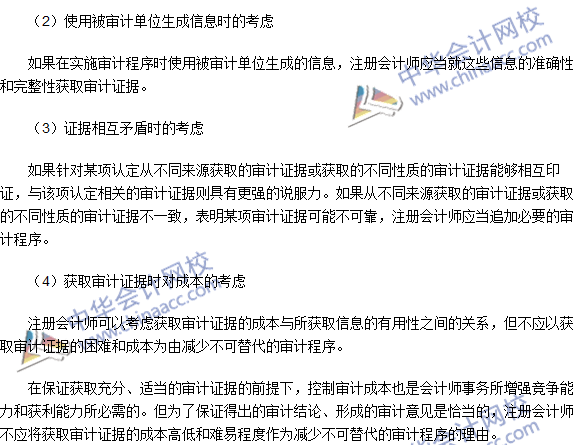 （2）使用被审计单位生成信息时的考虑
如果在实施审计程序时使用被审计单位生成的信息，注册会计师应当就这些信息的准确性
和完整性获取审计证据。
（3）证据相互矛盾时的考虑
如果针对某项认定从不同来源获取的审计证据或获取的不同性质的审计证据能够相互印
证，与该项认定相关的审计证据则具有更强的说服力。如果从不同来源获取的审计证据或获取
的不同性质的审计证据不一致，表明某项审计证据可能不可靠，注册会计师应当追加必要的审
计程序。
（4）获取审计证据时对成本的考虑
注册会计师可以考虑获取审计证据的成本与所获取信息的有用性之间的关系，但不应以获
取审计证据的困难和成本为由减少不可替代的审计程序。
在保证获取充分、适当的审计证据的前提下，控制审计成本也是会计师事务所增强竞争能
力和获利能力所必需的。但为了保证得出的审计结论、形成的审计意见是恰当的，注册会计师
不应将获取审计证据的成本高低和难易程度作为减少不可替代的审计程序的理由。
中华会计网校
www.chinaacc.com
中华会计网校
www.chinaacc.com